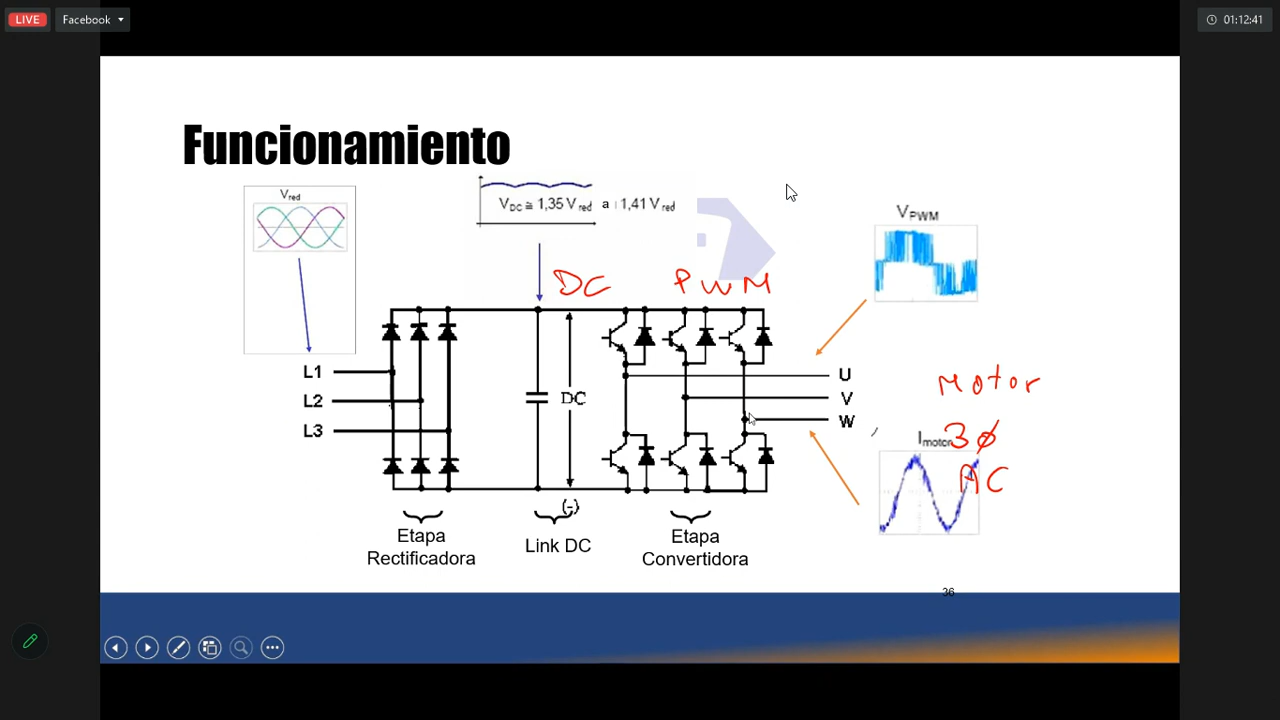 LIVE
Facebook
01:12:41
Funcionamiento
Vred
VDC ≅ 1,35 Vred a 1,41 Vred
VPWM
DC
PWM
L1
L2
L3
DC
U
V
W
Motor
3ϕ
AC
Imotor
(-)
Etapa
Rectificadora
Link DC
Etapa
Convertidora
36